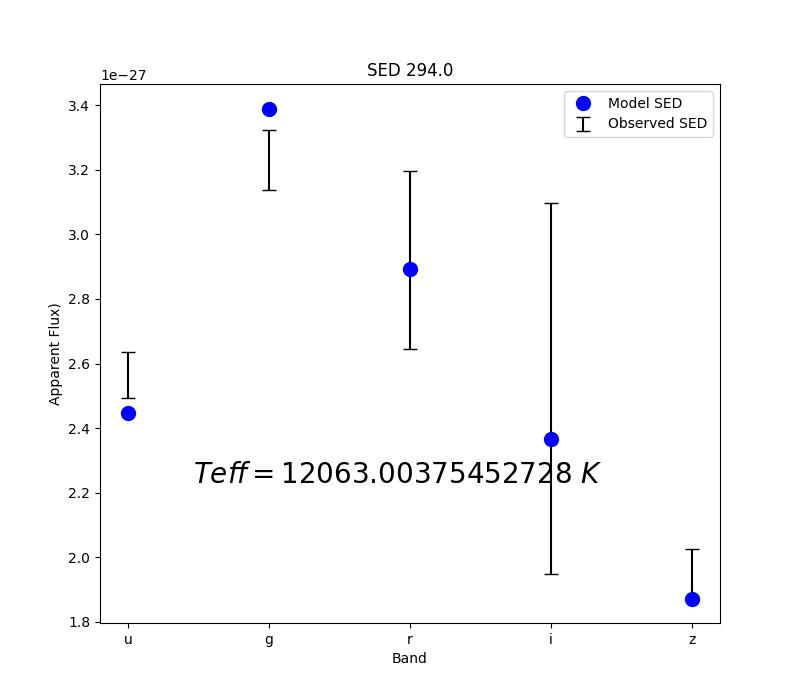 SED 294.0
1e−27
Model SED
Observed SED
3.4
3.2
3.0
2.8
2.6
2.4
2.2
2.0
1.8
Apparent Flux)
Teff = 12063.00375452728 K
u g r i z
Band